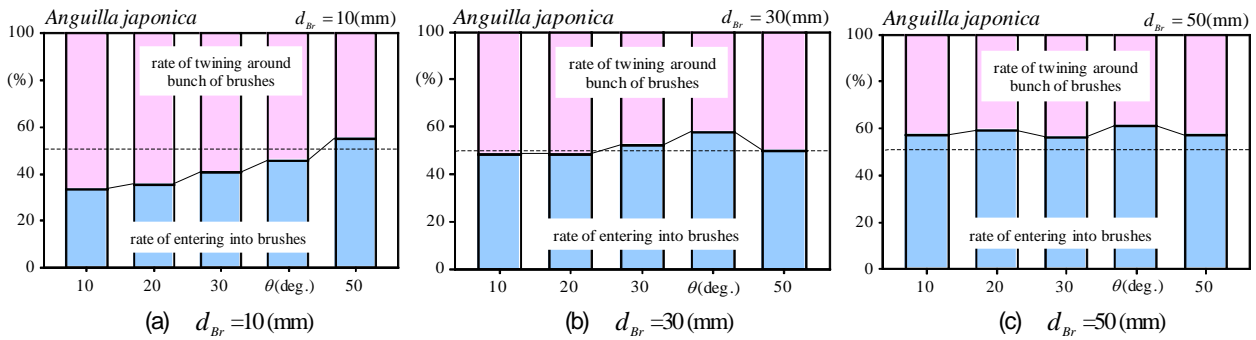 Anguilla japonica d_Br = 10(mm)
100
(%)
60
40
20
0
rate of twining around
bunch of brushes
rate of entering into brushes
10 20 30 θ(deg.) 50
(a) d_Br =10(mm)
Anguilla japonica d_Br = 30(mm)
100
(%)
60
40
20
0
rate of twining around
bunch of brushes
rate of entering into brushes
10 20 30 θ(deg.) 50
(b) d_Br =30(mm)
Anguilla japonica d_Br = 50(mm)
100
(%)
60
40
20
0
rate of twining around
bunch of brushes
rate of entering into brushes
10 20 30 θ(deg.) 50
(c) d_Br =50(mm)